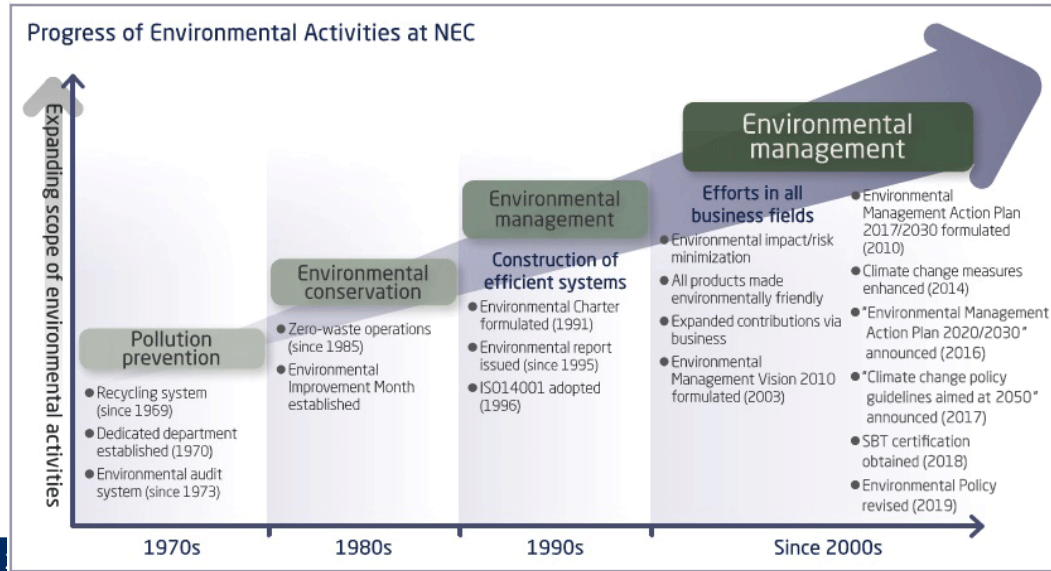 Progress of Environmental Activities at NEC
Expanding scope of environmental activities
Pollution
prevention
● Recycling system
(since 1969)
● Dedicated department
established (1970)
● Environmental audit
system (since 1973)
1970s
Environmental
conservation
● Zero-waste operations
(since 1985)
● Environmental
Improvement Month
established
1980s
Environmental
management
Construction of
efficient systems
● Environmental Charter
formulated (1991)
● Environmental report
issued (since 1995)
● ISO14001 adopted
(1996)
1990s
Environmental
management
Efforts in all
business fields
● Environmental impact/risk
minimization
● All products made
environmentally friendly
● Expanded contributions via
business
● Environmental
Management Vision 2010
formulated (2003)
● Environmental
Management Action Plan
2017/2030 formulated
(2010)
● Climate change measures
enhanced (2014)
● "Environmental Management
Action Plan 2020/2030"
announced (2016)
● "Climate change policy
guidelines aimed at 2050"
announced (2017)
● SBT certification
obtained (2018)
● Environmental Policy
revised (2019)
Since 2000s